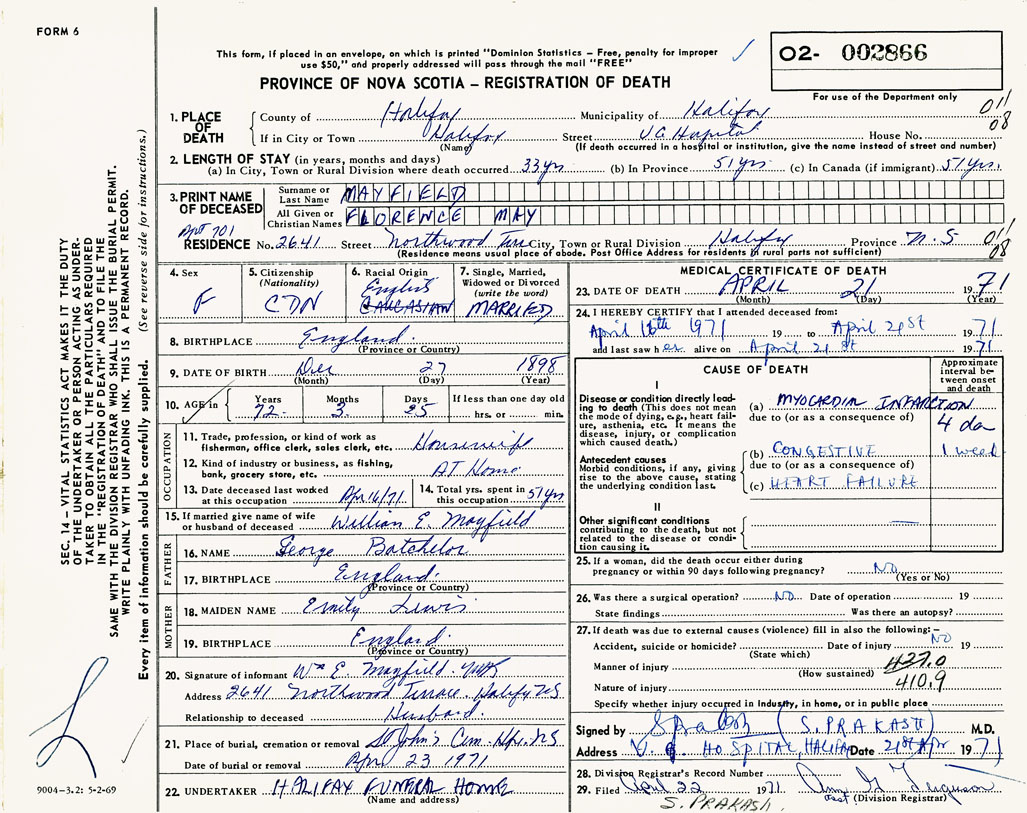 FORM 6
This form, if placed in an envelope, on which is printed "Dominion Statistics – Free, penalty for improper
use $50," and properly addressed will pass through the mail "FREE"
O2- 002866
PROVINCE OF NOVA SCOTIA – REGISTRATION OF DEATH
For use of the Department only
011
08
1. PLACE OF DEATH
County of Halifax Municipality of Halifax
If in City or Town Halifax Street V.G. Hospital House No.
(Name) (If death occurred in a hospital or institution, give the name instead of street and number)
2. LENGTH OF STAY (in years, months and days)
(a) In City, Town or Rural Division where death occurred 33 yrs (b) In Province 51 yrs (c) In Canada (if immigrant) 51 yrs.
3. PRINT NAME OF DECEASED
Surname or Last Name MAYFIELD
All Given or Christian Names FLORENCE MAY
Apt 701
RESIDENCE No. 2641 Street Northwood Terr City, Town or Rural Division Halifax Province N.S
(Residence means usual place of abode. Post Office Address for residents in rural parts not sufficient)
011
08
4. Sex F
5. Citizenship (Nationality) CDN
6. Racial Origin English CAUCASIAN
7. Single, Married, Widowed or Divorced (write the word) MARRIED
8. BIRTHPLACE England.
(Province or Country)
9. DATE OF BIRTH Dec 27 1898
(Month) (Day) (Year)
10. AGE in Years 72 Months 3 Days 25 If less than one day old hrs. or min.
OCCUPATION
11. Trade, profession, or kind of work as
fisherman, office clerk, sales clerk, etc. Housewife
12. Kind of industry or business, as fishing,
bank, grocery store, etc. AT Home
13. Date deceased last worked at this occupation Apr 16/71
14. Total yrs. spent in this occupation 51 yrs
15. If married give name of wife
or husband of deceased William E. Mayfield
FATHER
16. NAME George Batchelor
17. BIRTHPLACE England.
(Province or Country)
MOTHER
18. MAIDEN NAME Emily Lewis
19. BIRTHPLACE England
(Province or Country)
20. Signature of informant Wm E. Mayfield.
Address 2641 Northwood Terrace. Halifax NS
Relationship to deceased Husband.
21. Place of burial, cremation or removal St John's Cem. Hfx. NS
Date of burial or removal Apr 23 1971
22. UNDERTAKER HALIFAX FUNERAL HOME
(Name and address)
MEDICAL CERTIFICATE OF DEATH
23. DATE OF DEATH APRIL 21 1971
(Month) (Day) (Year)
24. I HEREBY CERTIFY that I attended deceased from:
April 16th 1971 19 to April 21st 1971
and last saw her alive on April 21st 1971
CAUSE OF DEATH
Approximate interval between onset and death
I
Disease or condition directly leading
to death (This does not
mean the mode of dying, e.g., heart failure,
asthenia, etc. It means the
disease, injury, or complication
which caused death.)
(a) MYOCARDIA INFARCTION
due to (or as a consequence of) 4 da
Antecedent causes
Morbid conditions, if any, giving
rise to the above cause, stating
the underlying condition last.
(b) CONGESTIVE 1 week
due to (or as a consequence of)
(c) HEART FAILURE
II
Other significant conditions
contributing to the death, but not
related to the disease or condition
causing it.
25. If a woman, did the death occur either during
pregnancy or within 90 days following pregnancy? NO
(Yes or No)
26. Was there a surgical operation? NO Date of operation 19
State findings Was there an autopsy?
27. If death was due to external causes (violence) fill in also the following:–
Accident, suicide or homicide? Date of injury NO 19
(State which)
Manner of injury 427.0
(How sustained)
Nature of injury 410.9
Specify whether injury occurred in Industry, in home, or in public place
Signed by S Prakash (S. PRAKASH) M.D.
Address V. G HOSPITAL, HALIFAX Date 21st Apr 1971
28. Division Registrar's Record Number
29. Filed April 22 1971 Ferguson
(Division Registrar)
S. PRAKASH.
SEC. 14 – VITAL STATISTICS ACT MAKES IT THE DUTY
OF THE UNDERTAKER OR PERSON ACTING AS UNDERTAKER
TO OBTAIN ALL THE PARTICULARS REQUIRED
IN THE "REGISTRATION OF DEATH" AND TO FILE THE
SAME WITH THE DIVISION REGISTRAR WHO SHALL ISSUE THE BURIAL PERMIT.
WRITE PLAINLY WITH UNFADING INK. THIS IS A PERMANENT RECORD.
Every item of information should be carefully supplied. (See reverse side for instructions.)
9004–3.2: 5-2-69